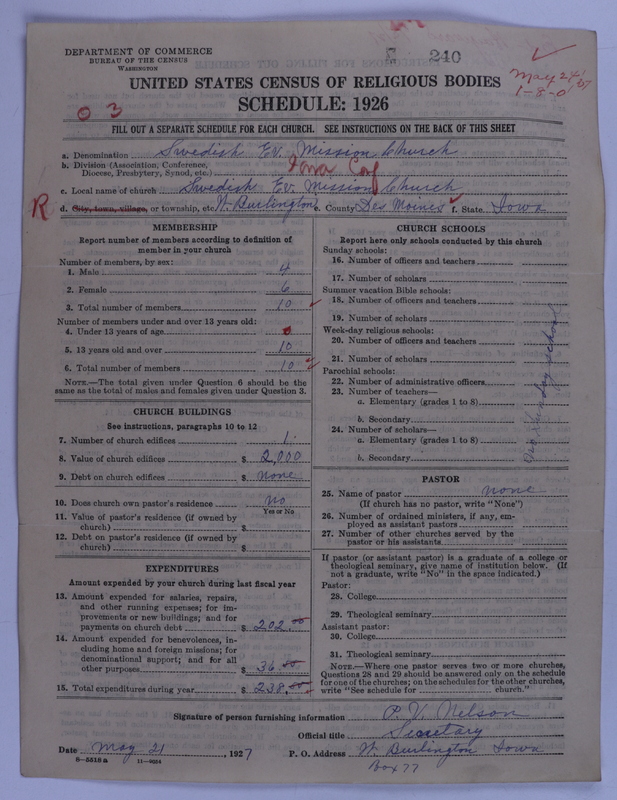 240
DEPARTMENT OF COMMERCE
BUREAU OF THE CENSUS
WASHINGTON
May 24/27
1-8-0
UNITED STATES CENSUS OF RELIGIOUS BODIES
SCHEDULE: 1926
0 3
FILL OUT A SEPARATE SCHEDULE FOR EACH CHURCH. SEE INSTRUCTIONS ON THE BACK OF THIS SHEET
a. Denomination Swedish Ev. Mission Church
b. Division (Association, Conference, Diocese, Presbytery, Synod, etc.) Iowa Conf
c. Local name of church Swedish Ev. Mission Church
R d. City, town, village, or township, etc. W. Burlington e. County Des Moines f. State Iowa
MEMBERSHIP
Report number of members according to definition of
member in your church
Number of members, by sex:
1. Male 4
2. Female 6
3. Total number of members 10
Number of members under and over 13 years old:
4. Under 13 years of age
5. 13 years old and over 10
6. Total number of members 10
NOTE.—The total given under Question 6 should be the
same as the total of males and females given under Question 3.
CHURCH BUILDINGS
See instructions, paragraphs 10 to 12
7. Number of church edifices 1.
8. Value of church edifices $ 2,000
9. Debt on church edifices $ none
10. Does church own pastor's residence no
Yes or No
11. Value of pastor's residence (if owned by
church) $
12. Debt on pastor's residence (if owned by
church) $
EXPENDITURES
Amount expended by your church during last fiscal year
13. Amount expended for salaries, repairs,
and other running expenses; for im-
provements or new buildings; and for
payments on church debt $ 202.00
14. Amount expended for benevolences, in-
cluding home and foreign missions; for
denominational support; and for all
other purposes $ 36.00
15. Total expenditures during year $ 238.00
CHURCH SCHOOLS
Report here only schools conducted by this church
Sunday schools:
16. Number of officers and teachers
17. Number of scholars
Summer vacation Bible schools:
18. Number of officers and teachers
19. Number of scholars
Week-day religious schools:
20. Number of officers and teachers
21. Number of scholars
Parochial schools:
22. Number of administrative officers
23. Number of teachers—
a. Elementary (grades 1 to 8)
b. Secondary
24. Number of scholars—
a. Elementary (grades 1 to 8)
b. Secondary
Sunday school
PASTOR
25. Name of pastor none
(If church has no pastor, write "None")
26. Number of ordained ministers, if any, em-
ployed as assistant pastors
27. Number of other churches served by the
pastor or his assistants
If pastor (or assistant pastor) is a graduate of a college or
theological seminary, give name of institution below. (If
not a graduate, write "No" in the space indicated.)
Pastor:
28. College
29. Theological seminary
Assistant pastor:
30. College
31. Theological seminary
NOTE.—Where one pastor serves two or more churches,
Questions 28 and 29 should be answered only on the schedule
for one of the churches; on the schedules for the other churches,
write "See schedule for church."
Signature of person furnishing information P. V. Nelson
Official title Secretary
Date May 21, 1927 P. O. Address W. Burlington Iowa
8-5516a 11-8054
Box 77